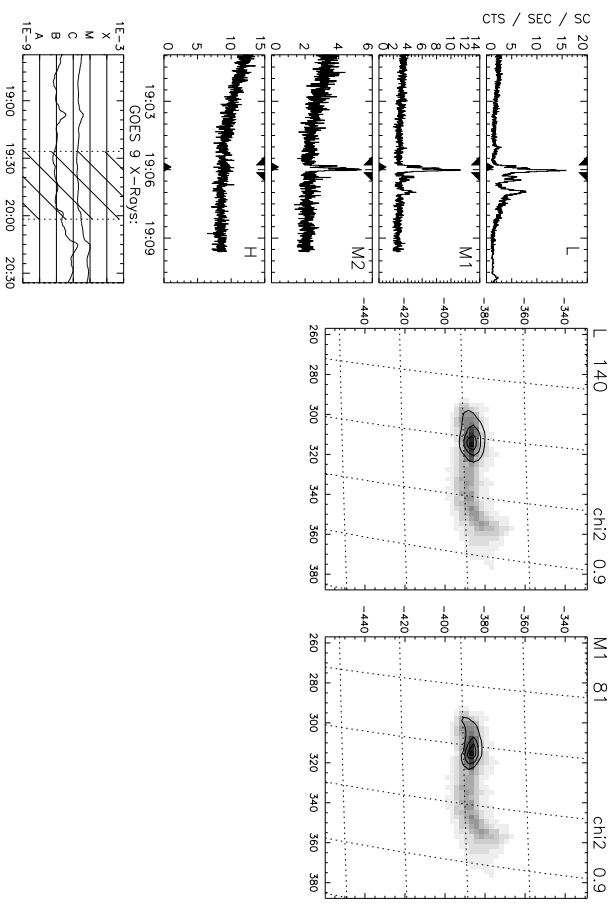 CTS / SEC / SC
20
15
10
5
0
L
14
12
10
8
6
4
2
0
M1
6
4
2
0
M2
15
10
5
0
H
19:03 19:06 19:09
GOES 9 X-Rays:
1E-3
X
M
C
B
A
1E-9
19:00 19:30 20:00 20:30
L 140 chi2 0.9
-340
-360
-380
-400
-420
-440
260 280 300 320 340 360 380
M1 81 chi2 0.9
-340
-360
-380
-400
-420
-440
260 280 300 320 340 360 380